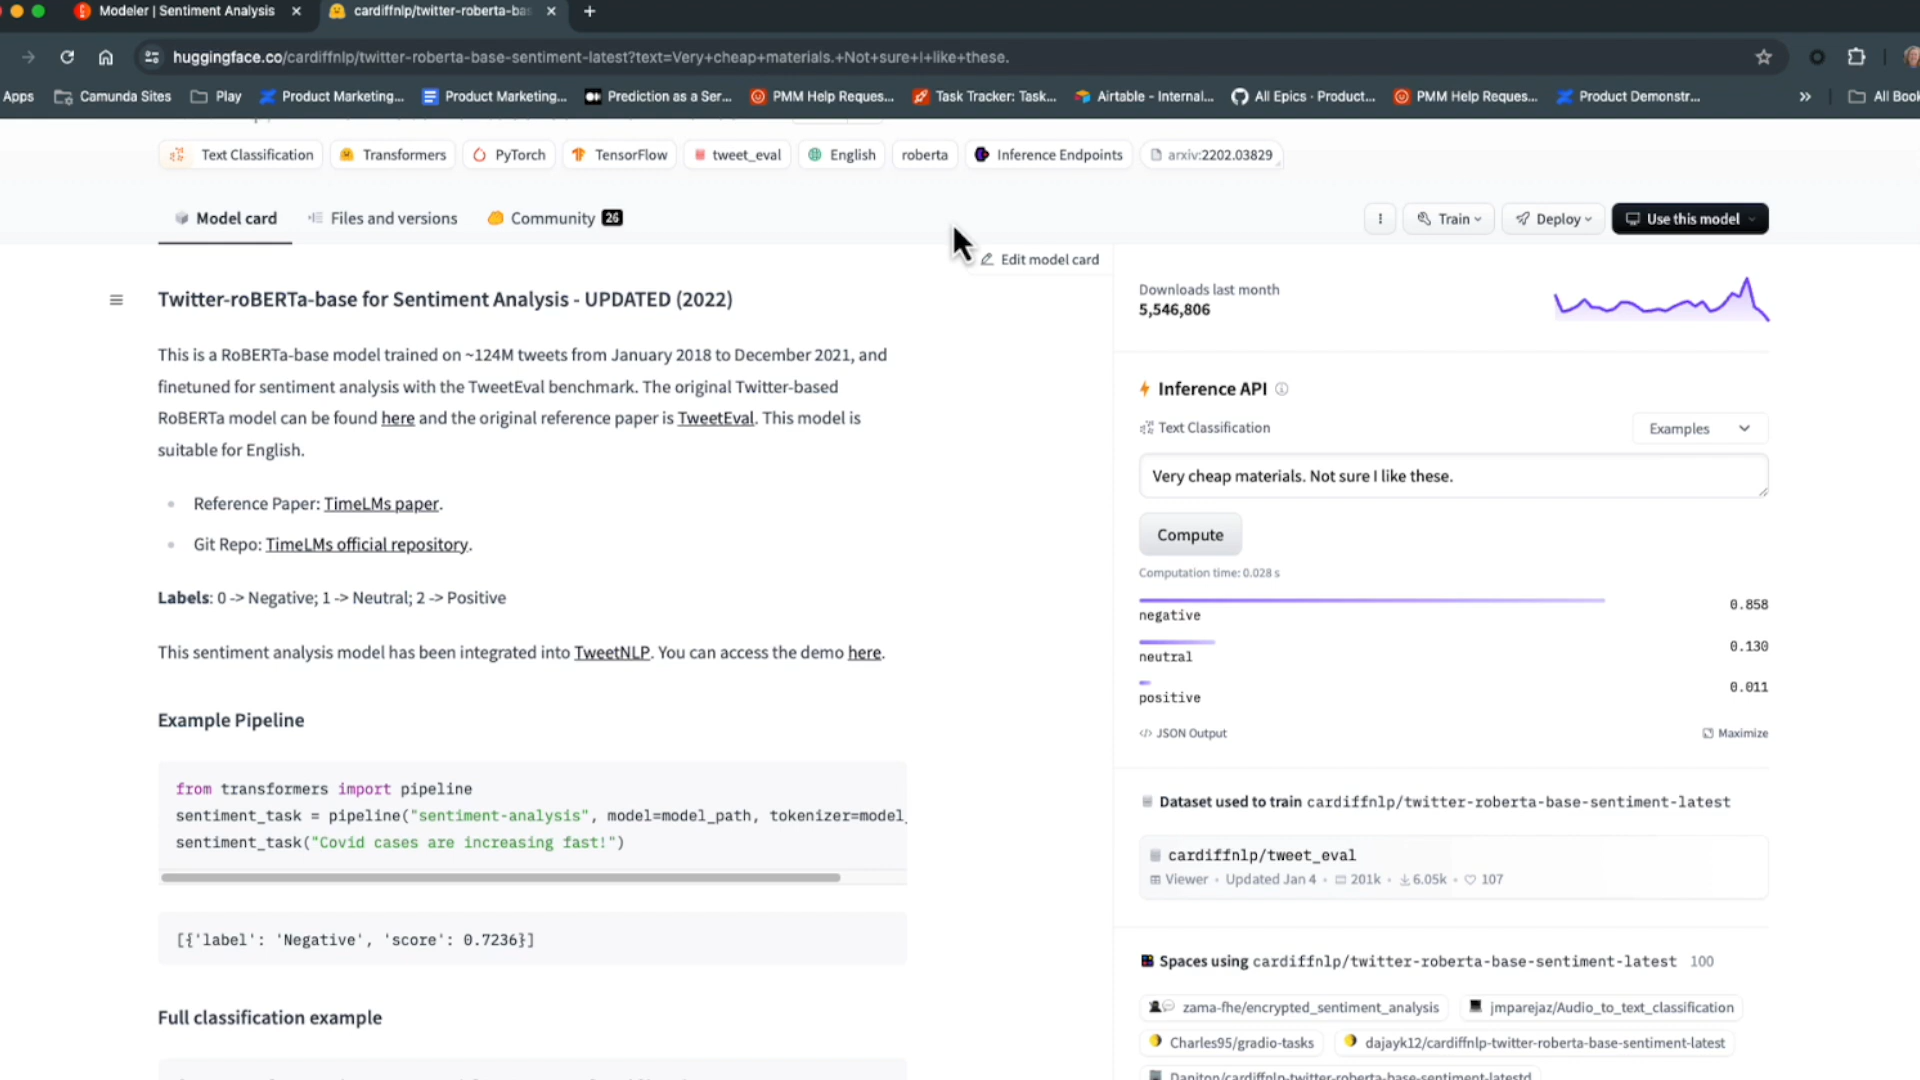 Modeler | Sentiment Analysis
cardiffnlp/twitter-roberta-bas
huggingface.co/cardiffnlp/twitter-roberta-base-sentiment-latest?text=Very+cheap+materials.+Not+sure+I+like+these.
Apps
Camunda Sites
Play
Product Marketing...
Product Marketing...
Prediction as a Ser...
PMM Help Reques...
Task Tracker: Task...
Airtable - Internal...
All Epics · Product...
PMM Help Reques...
Product Demonstr...
All Book
Text Classification
Transformers
PyTorch
TensorFlow
tweet_eval
English
roberta
Inference Endpoints
arxiv:2202.03829
Model card
Files and versions
Community 26
Train
Deploy
Use this model
Edit model card
Twitter-roBERTa-base for Sentiment Analysis - UPDATED (2022)
This is a RoBERTa-base model trained on ~124M tweets from January 2018 to December 2021, and
finetuned for sentiment analysis with the TweetEval benchmark. The original Twitter-based
RoBERTa model can be found here and the original reference paper is TweetEval. This model is
suitable for English.
Reference Paper: TimeLMs paper.
Git Repo: TimeLMs official repository.
Labels: 0 -> Negative; 1 -> Neutral; 2 -> Positive
This sentiment analysis model has been integrated into TweetNLP. You can access the demo here.
Example Pipeline
from transformers import pipeline
sentiment_task = pipeline("sentiment-analysis", model=model_path, tokenizer=model_
sentiment_task("Covid cases are increasing fast!")
[{'label': 'Negative', 'score': 0.7236}]
Full classification example
Downloads last month
5,546,806
Inference API
Text Classification
Examples
Very cheap materials. Not sure I like these.
Compute
Computation time: 0.028 s
negative 0.858
neutral 0.130
positive 0.011
</> JSON Output
Maximize
Dataset used to train cardiffnlp/twitter-roberta-base-sentiment-latest
cardiffnlp/tweet_eval
Viewer • Updated Jan 4 • 201k • 6.05k • 107
Spaces using cardiffnlp/twitter-roberta-base-sentiment-latest 100
zama-fhe/encrypted_sentiment_analysis
jmparejaz/Audio_to_text_classification
Charles95/gradio-tasks
dajayk12/cardiffnlp-twitter-roberta-base-sentiment-latest
Daniton/cardiffnlp-twitter-roberta-base-sentiment-latestd